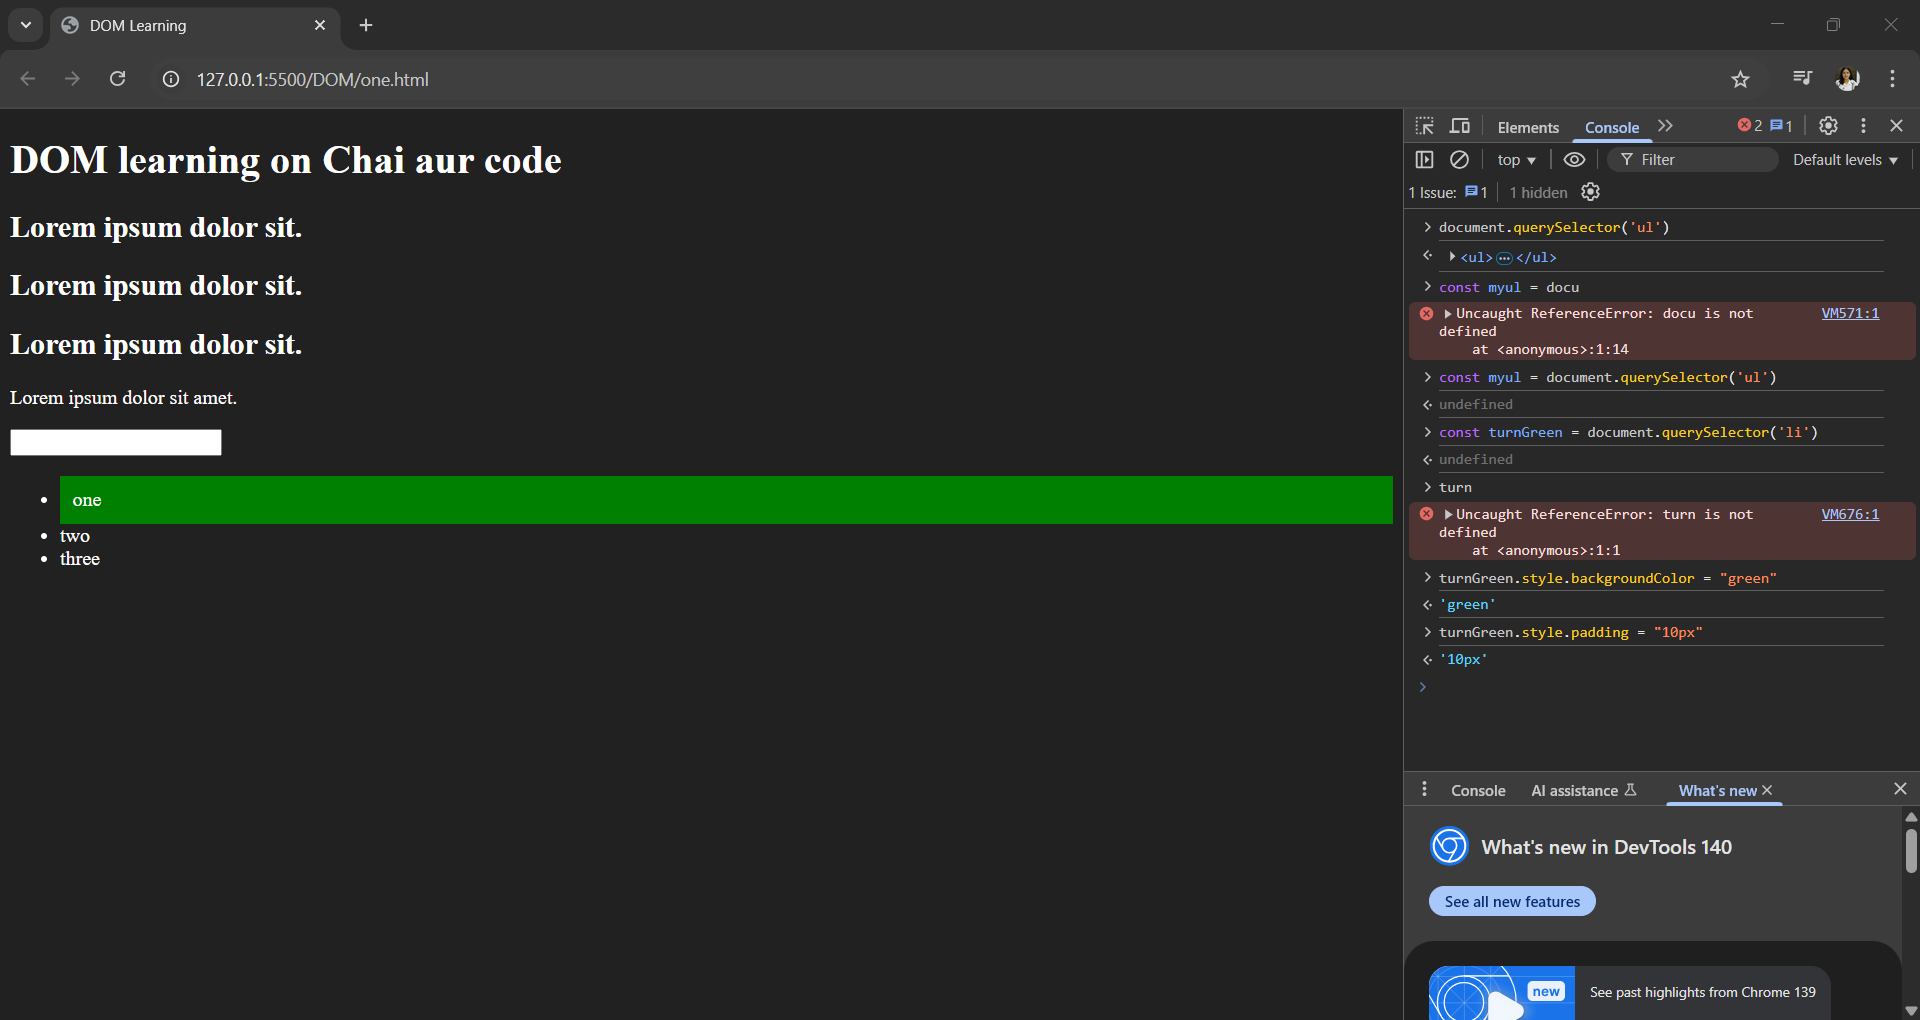 DOM Learning
127.0.0.1:5500/DOM/one.html
DOM learning on Chai aur code
Lorem ipsum dolor sit.
Lorem ipsum dolor sit.
Lorem ipsum dolor sit.
Lorem ipsum dolor sit amet.
one
two
three
Elements Console 2 1
top Filter Default levels
1 Issue: 1 1 hidden
document.querySelector('ul')
<ul>…</ul>
const myul = docu
Uncaught ReferenceError: docu is not VM571:1
defined
at <anonymous>:1:14
const myul = document.querySelector('ul')
undefined
const turnGreen = document.querySelector('li')
undefined
turn
Uncaught ReferenceError: turn is not VM676:1
defined
at <anonymous>:1:1
turnGreen.style.backgroundColor = "green"
'green'
turnGreen.style.padding = "10px"
'10px'
Console AI assistance What's new
What's new in DevTools 140
See all new features
new
See past highlights from Chrome 139